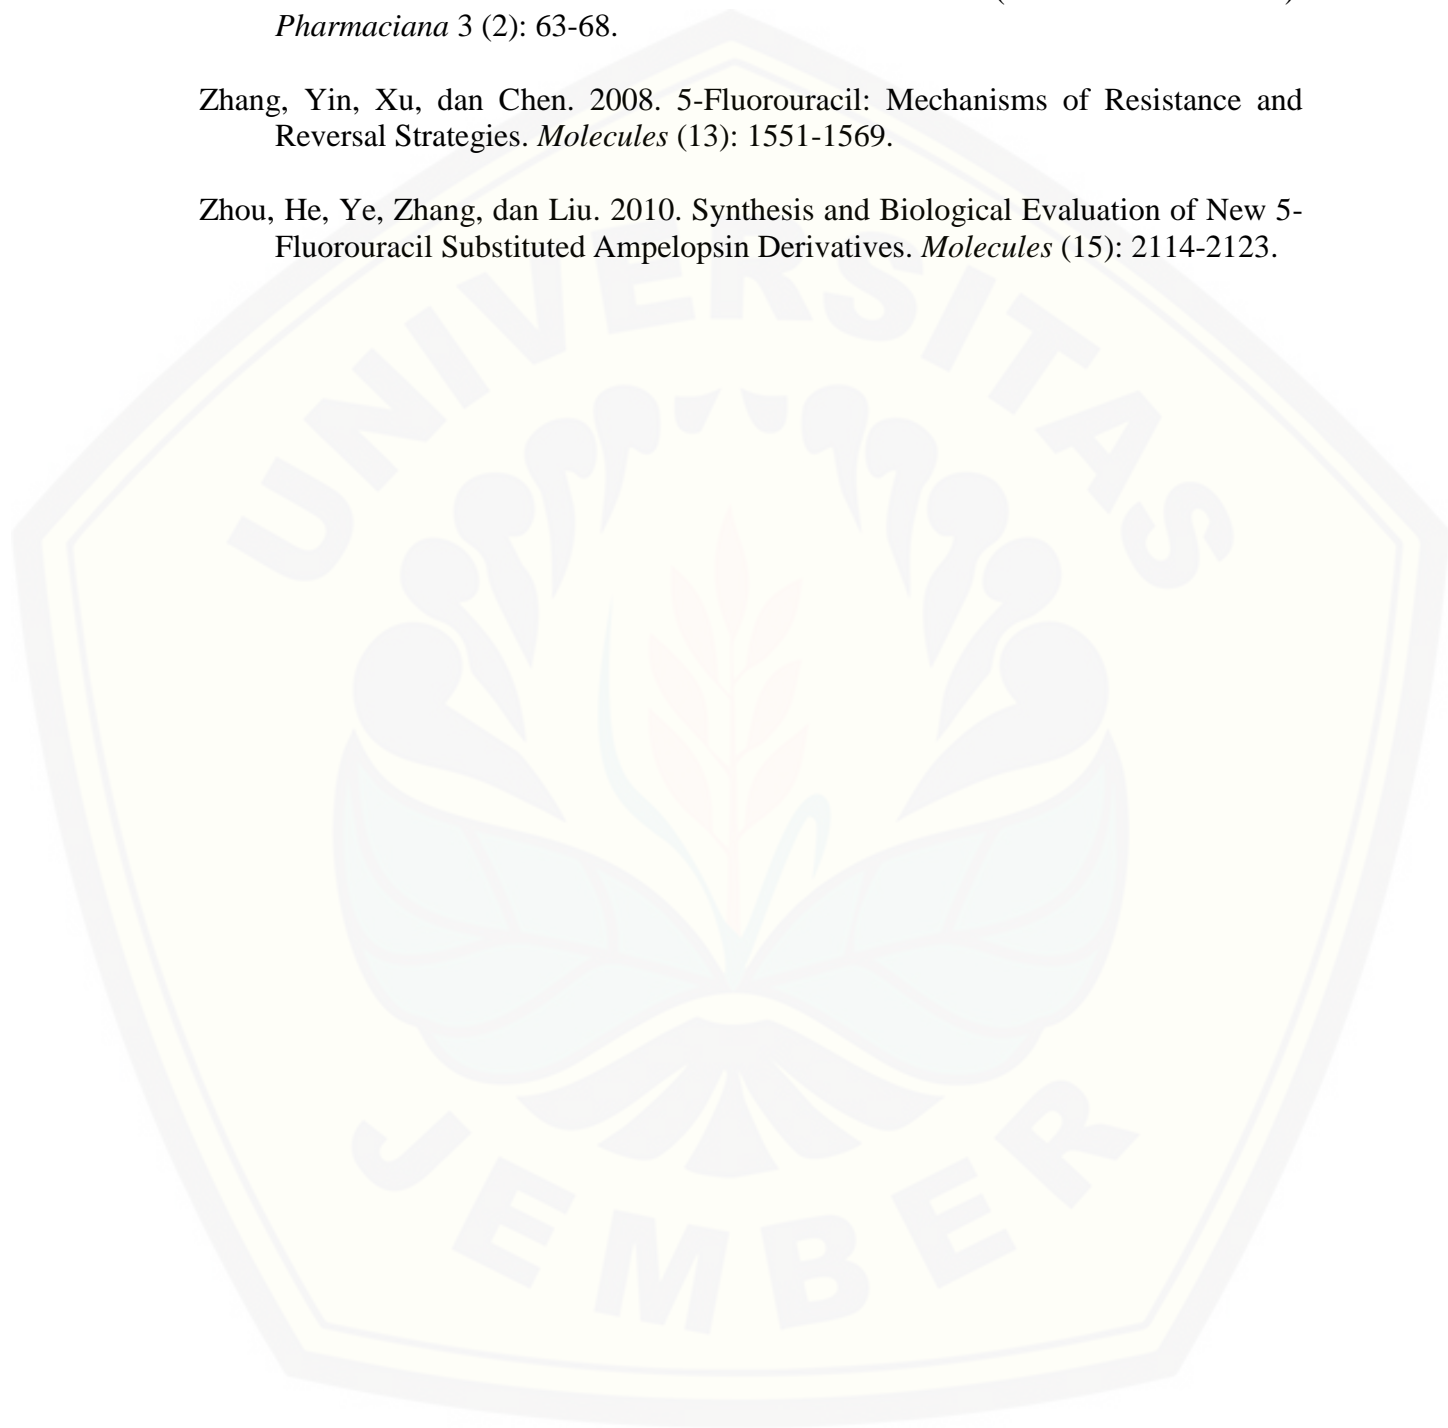 Pharmaciana 3 (2): 63-68.
Zhang, Yin, Xu, dan Chen. 2008. 5-Fluorouracil: Mechanisms of Resistance and
Reversal Strategies. Molecules (13): 1551-1569.
Zhou, He, Ye, Zhang, dan Liu. 2010. Synthesis and Biological Evaluation of New 5-
Fluorouracil Substituted Ampelopsin Derivatives. Molecules (15): 2114-2123.
UNIVERSITAS
JEMBER